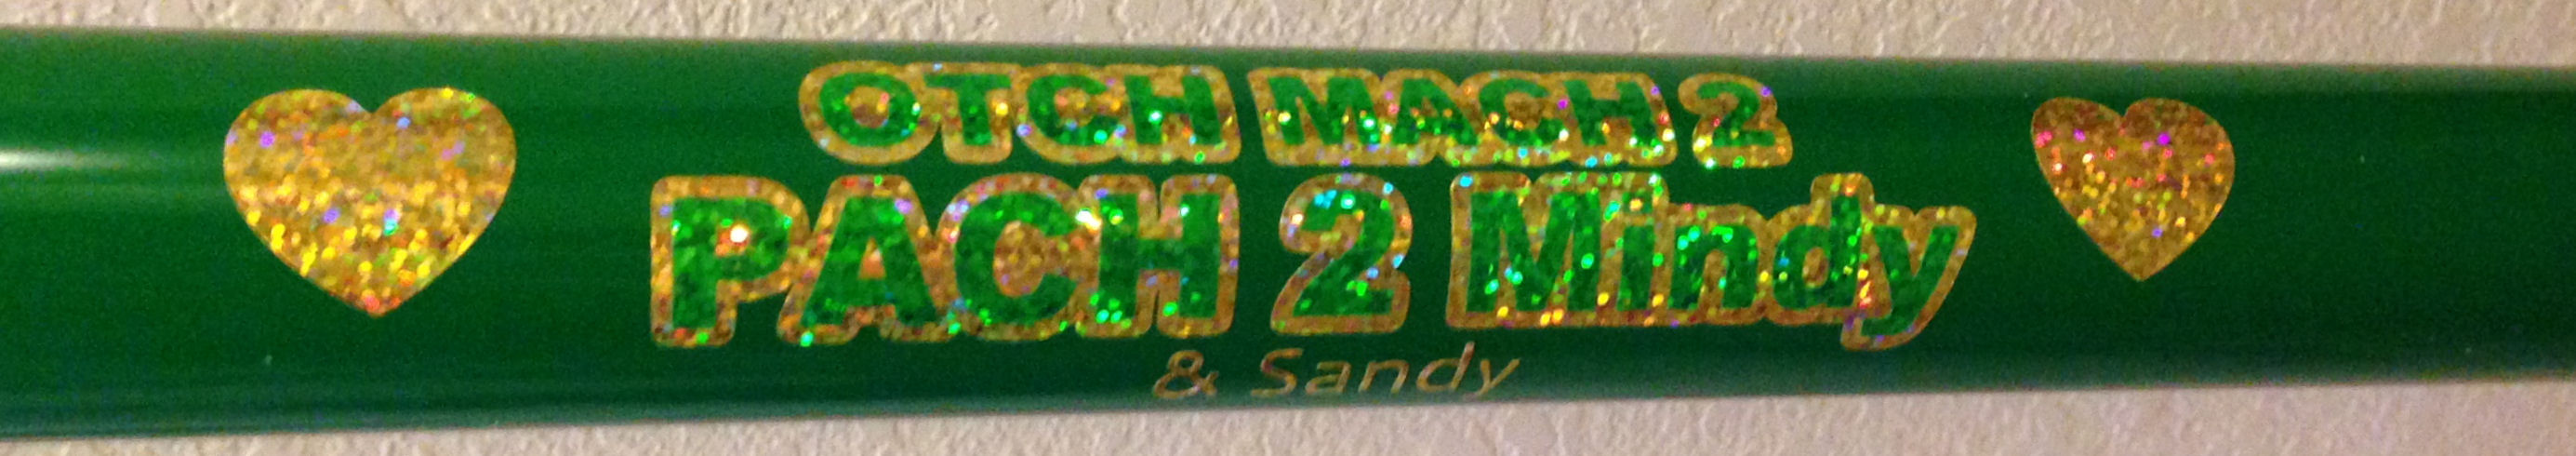 OTCH MACH 2
PACH 2 Mindy
& Sandy